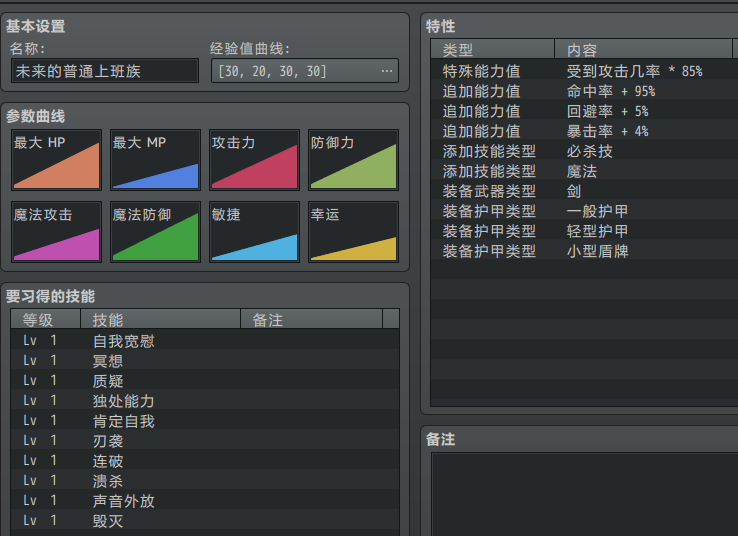 基本设置
名称:
经验值曲线:
未来的普通上班族
[30, 20, 30, 30]
...
参数曲线
最大 HP
最大 MP
攻击力
防御力
魔法攻击
魔法防御
敏捷
幸运
要习得的技能
等级 技能 备注
Lv 1 自我宽慰
Lv 1 冥想
Lv 1 质疑
Lv 1 独处能力
Lv 1 肯定自我
Lv 1 刃袭
Lv 1 连破
Lv 1 溃杀
Lv 1 声音外放
Lv 1 毁灭
特性
类型 内容
特殊能力值 受到攻击几率 * 85%
追加能力值 命中率 + 95%
追加能力值 回避率 + 5%
追加能力值 暴击率 + 4%
添加技能类型 必杀技
添加技能类型 魔法
装备武器类型 剑
装备护甲类型 一般护甲
装备护甲类型 轻型护甲
装备护甲类型 小型盾牌
备注